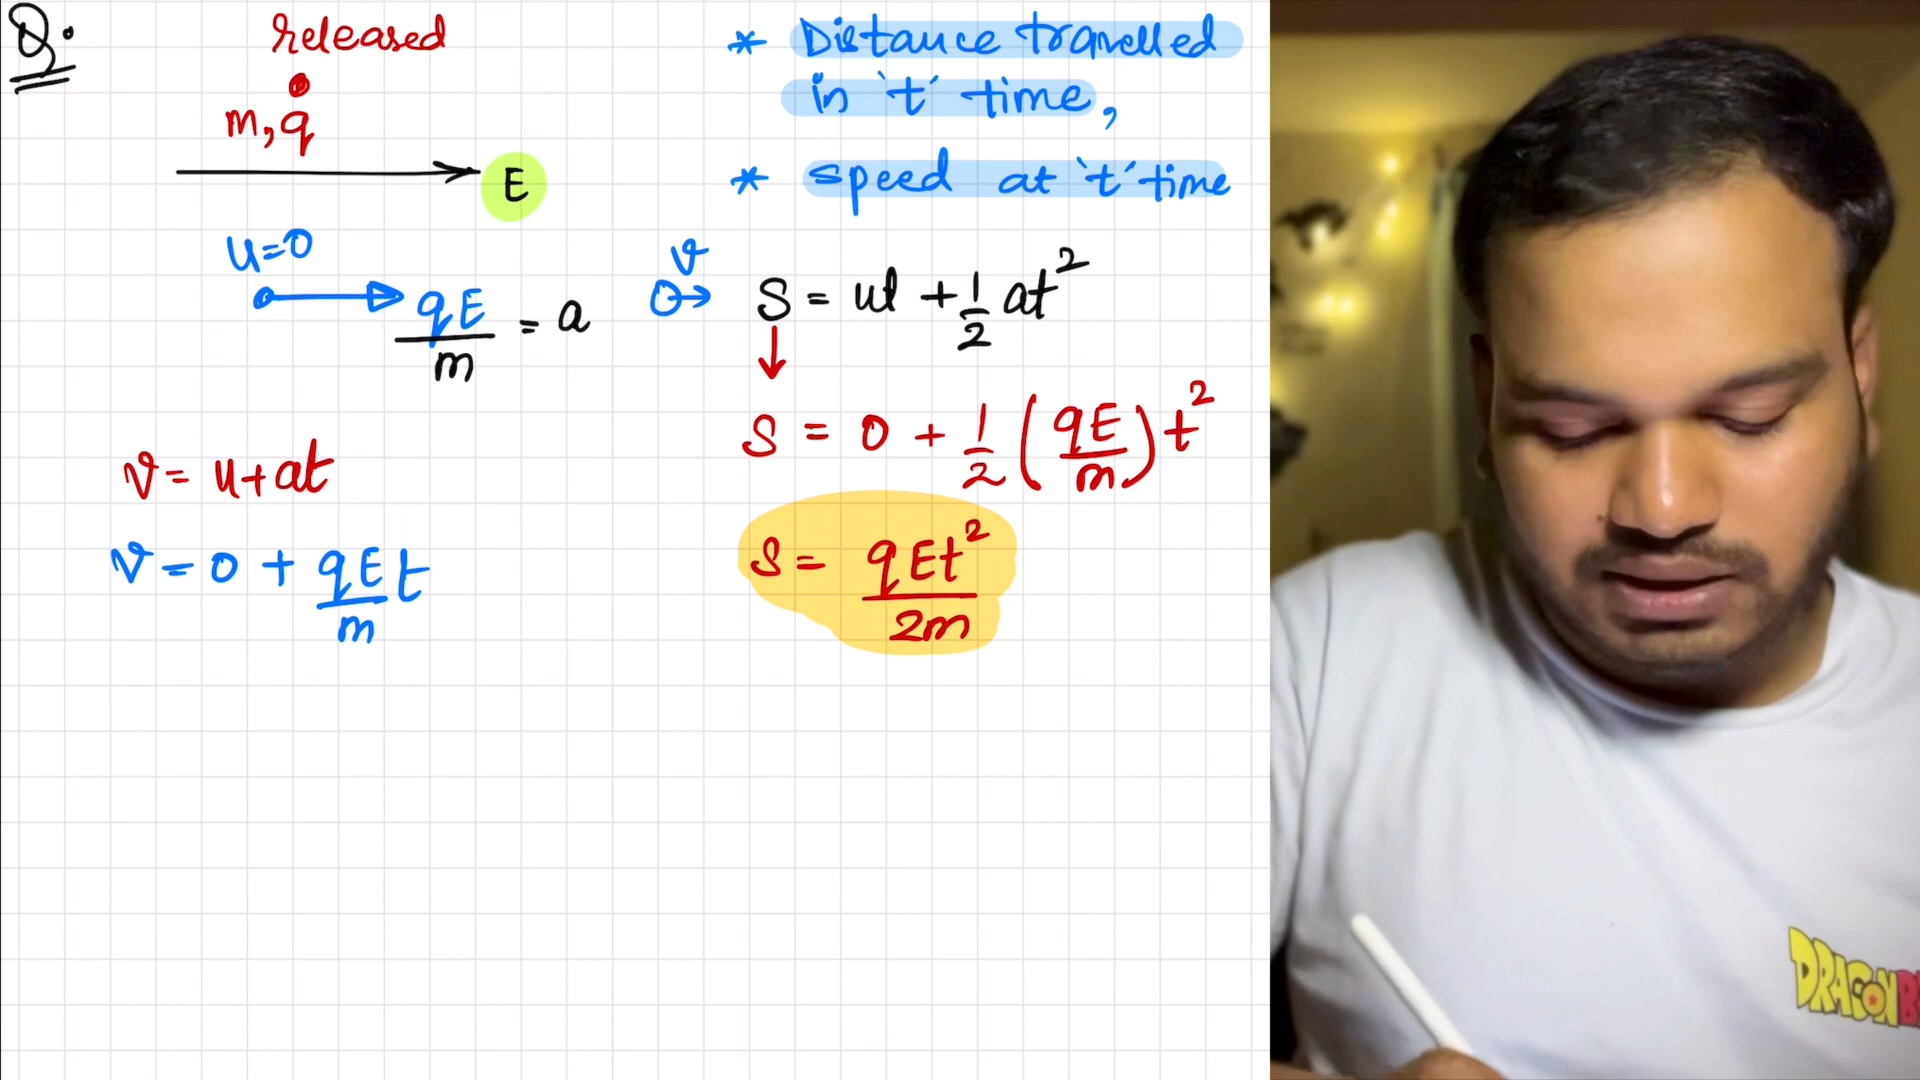 Q.
released
m, q
E
u=0
qE/m = a
v = u+at
v = 0 + qE/m t
* Distance travelled
in 't' time,
* speed at 't' time
v
S = ut + 1/2 at²
S = 0 + 1/2 (qE/m) t²
S = qEt²/2m
DRAGON B